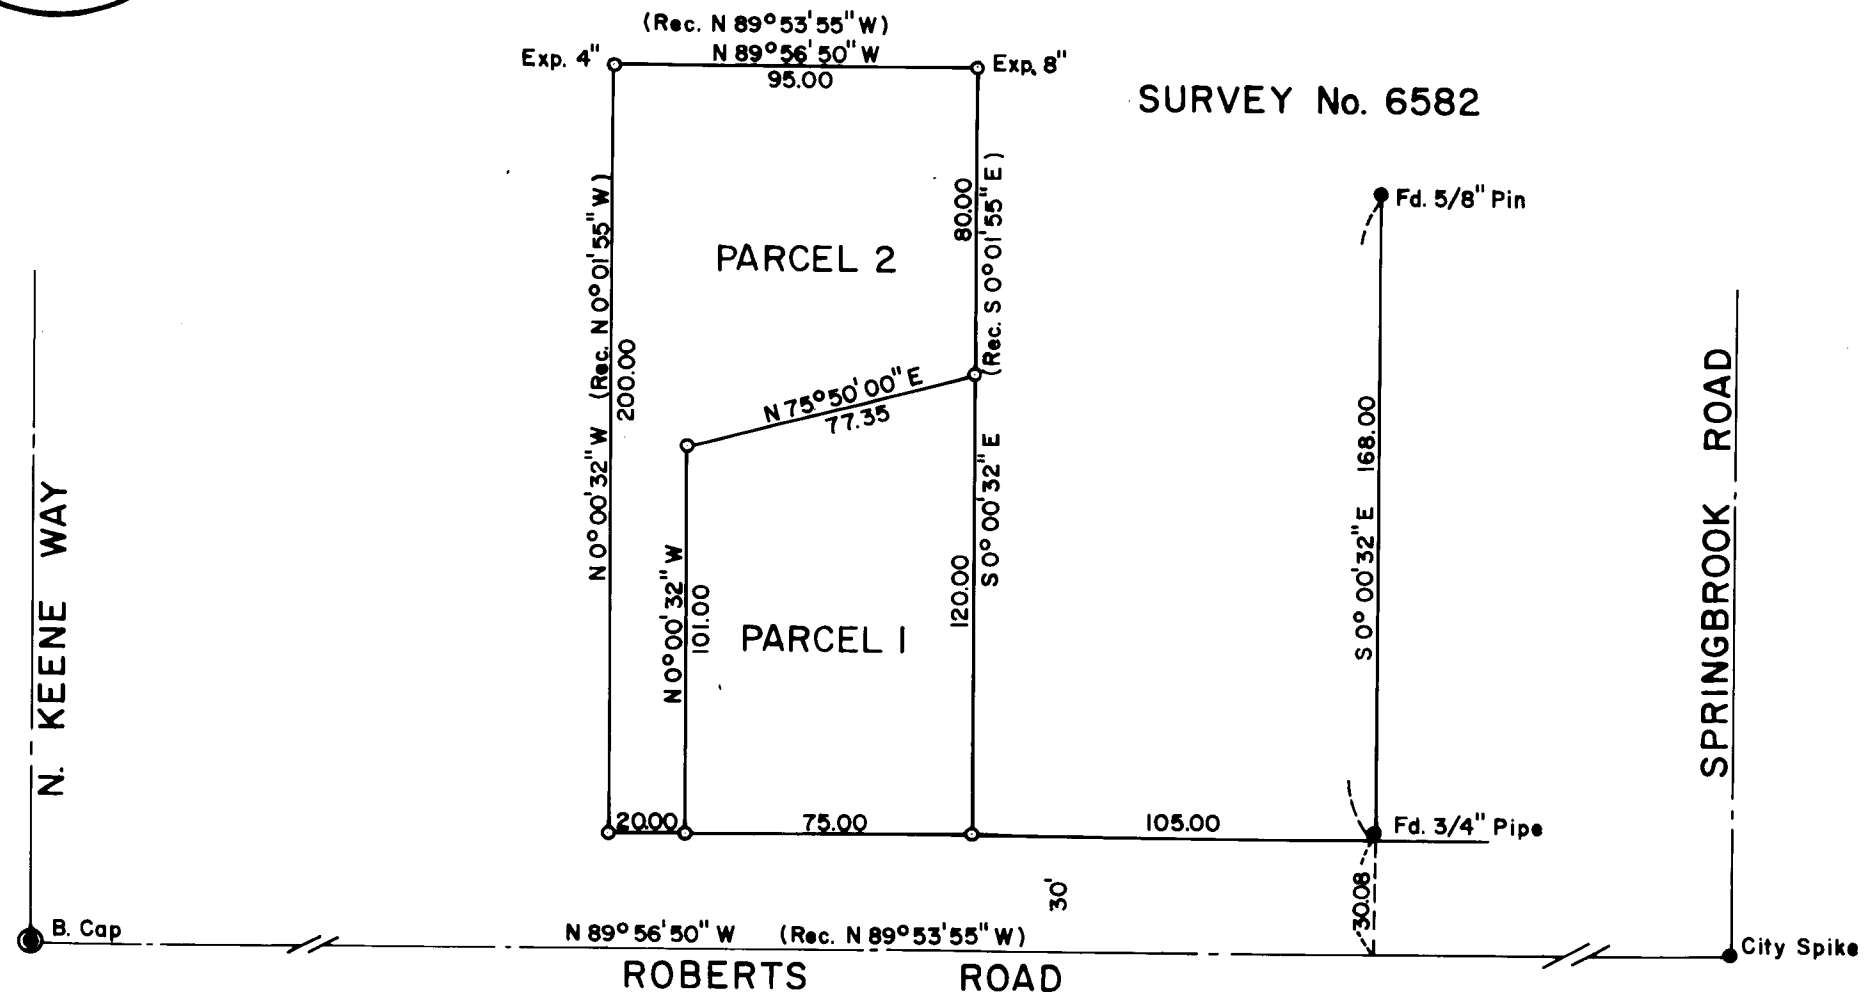 (Rec. N 89°53'55" W)
N 89°56'50" W
Exp. 4"
Exp. 8"
95.00
SURVEY No. 6582
N 0°00'32" W (Rec. N 0°01'55" W)
200.00
80.00
(Rec. S 0°01'55" E)
PARCEL 2
Fd. 5/8" Pin
N 75°50'00" E
77.35
S 0°00'32" E 168.00
N. KEENE WAY
SPRINGBROOK ROAD
N 0°00'32" W
101.00
PARCEL 1
120.00
S 0°00'32" E
20.00
75.00
105.00
Fd. 3/4" Pipe
30'
30.08
B. Cap
N 89°56'50" W (Rec. N 89°53'55" W)
City Spike
ROBERTS ROAD